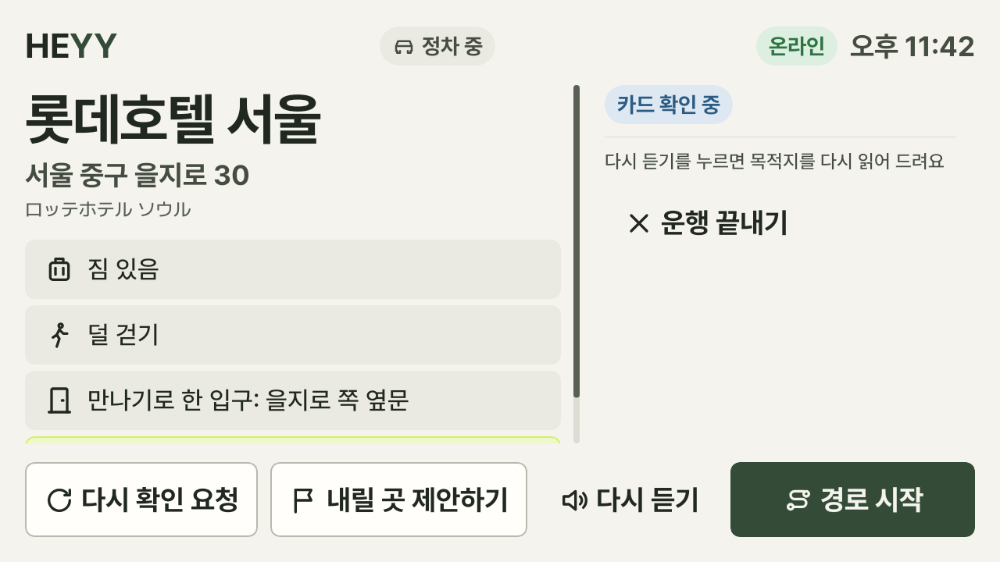 HEYY
정차 중
온라인
오후 11:42
롯데호텔 서울
서울 중구 을지로 30
ロッテホテル ソウル
짐 있음
덜 걷기
만나기로 한 입구: 을지로 쪽 옆문
카드 확인 중
다시 듣기를 누르면 목적지를 다시 읽어 드려요
운행 끝내기
다시 확인 요청
내릴 곳 제안하기
다시 듣기
경로 시작